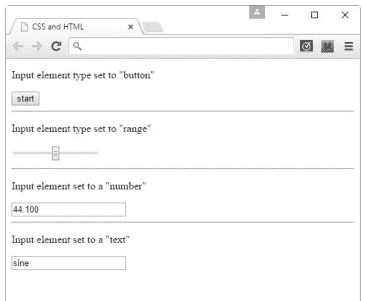 CSS and HTML
Input element type set to "button"
start
Input element type set to "range"
Input element set to a "number"
44.100
Input element set to a "text"
sine